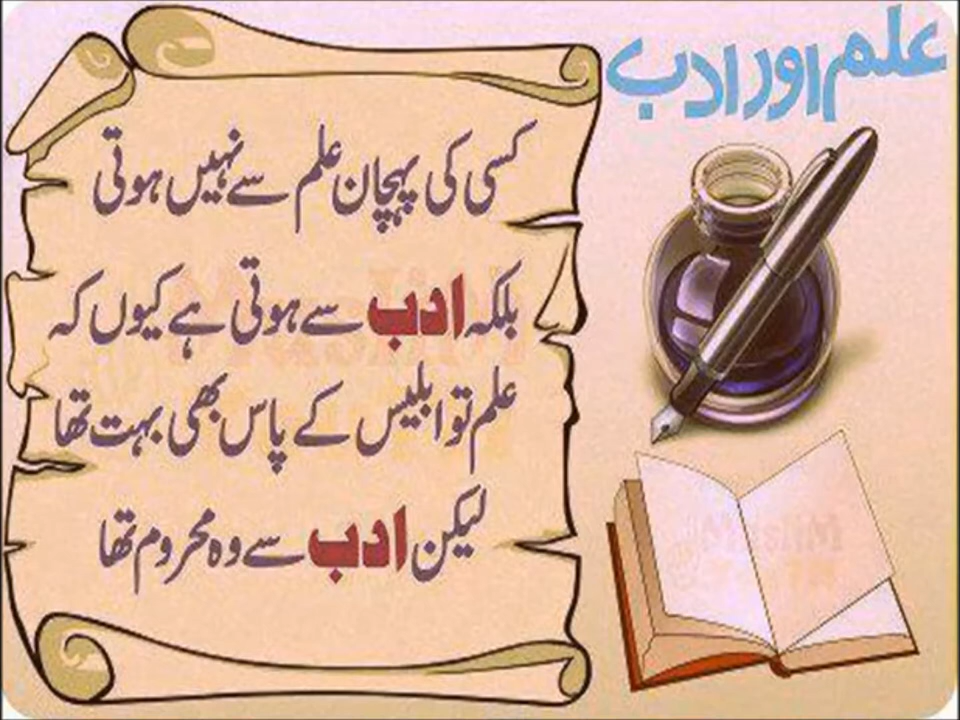 علم اور ادب
کسی کی پہچان علم سے نہیں ہوتی
بلکہ ادب سے ہوتی ہے کیوں کہ
علم تو ابلیس کے پاس بھی بہت تھا
لیکن ادب سے وہ محروم تھا